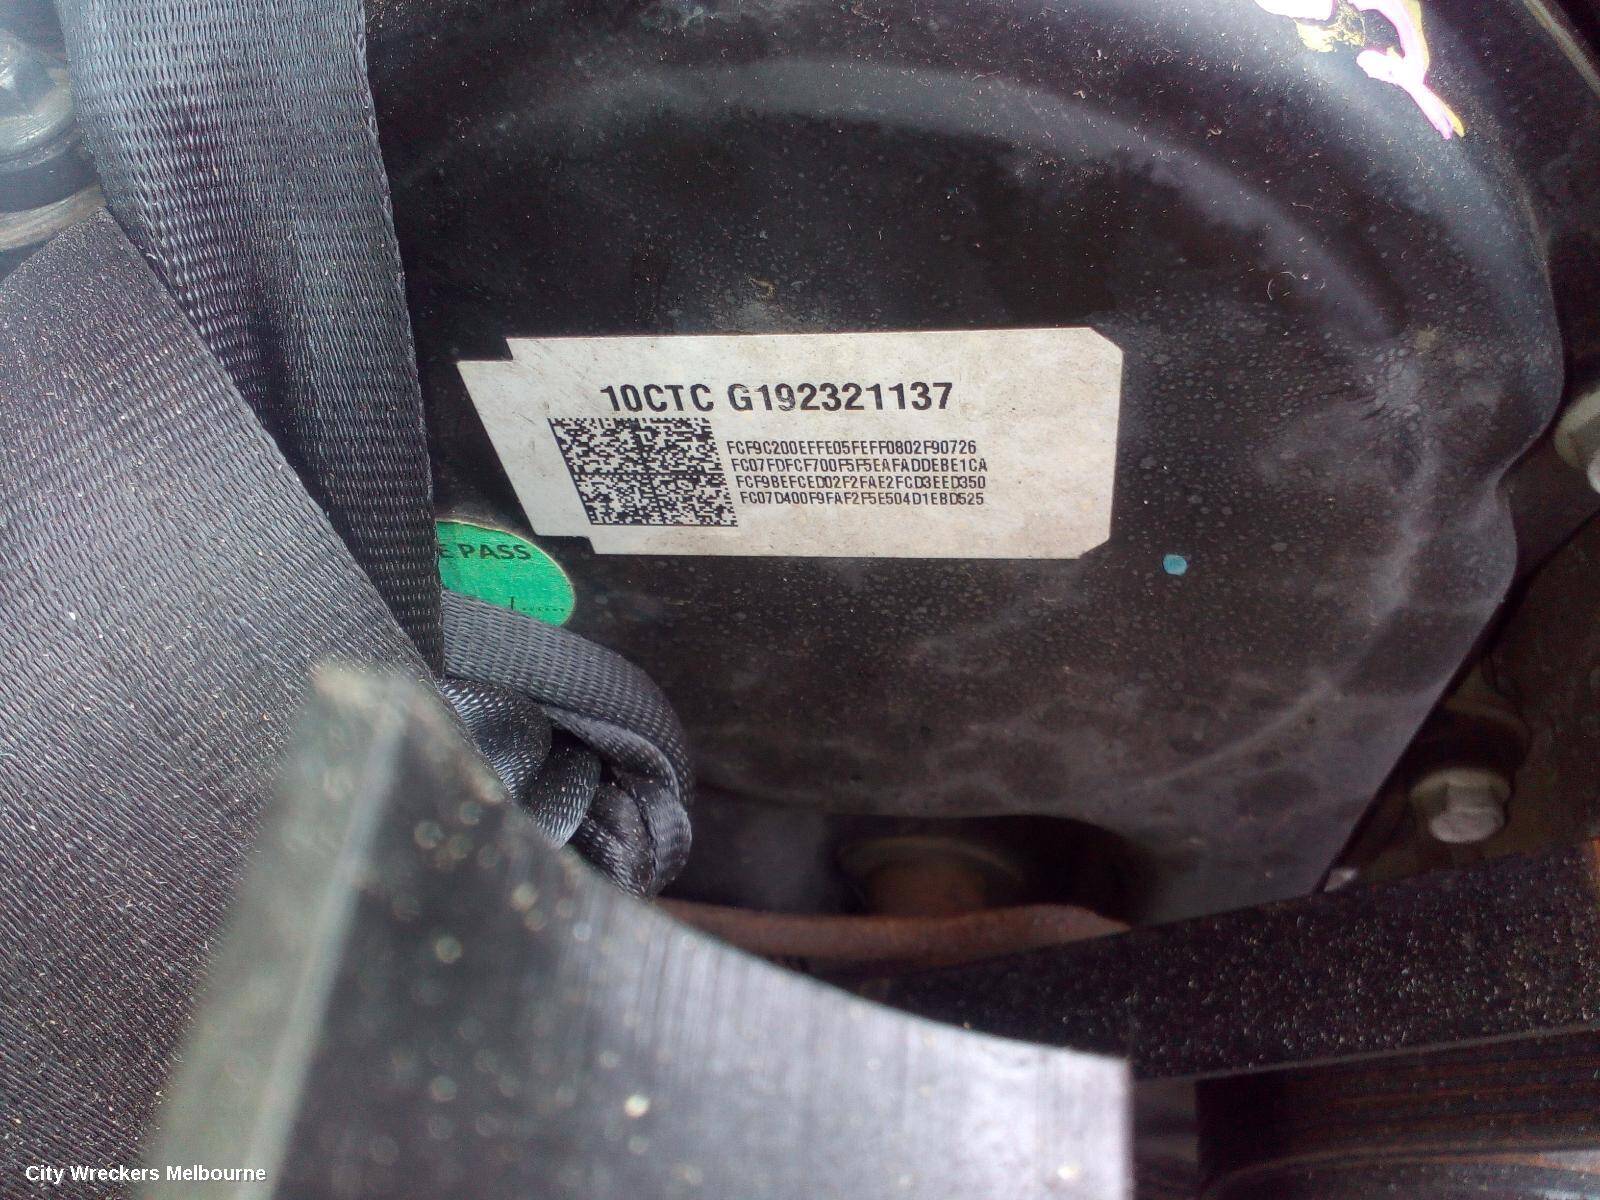 10CTC G192321137
FCF9C200EFFE05FEFF0802F90726
FC07FDFCF700F5F5EAFADDEBE1CA
FCF9BEFCED02F2FAE2FCD3EED350
FC07D400F9FAF2F5E504D1EBD525
E PASS
City Wreckers Melbourne